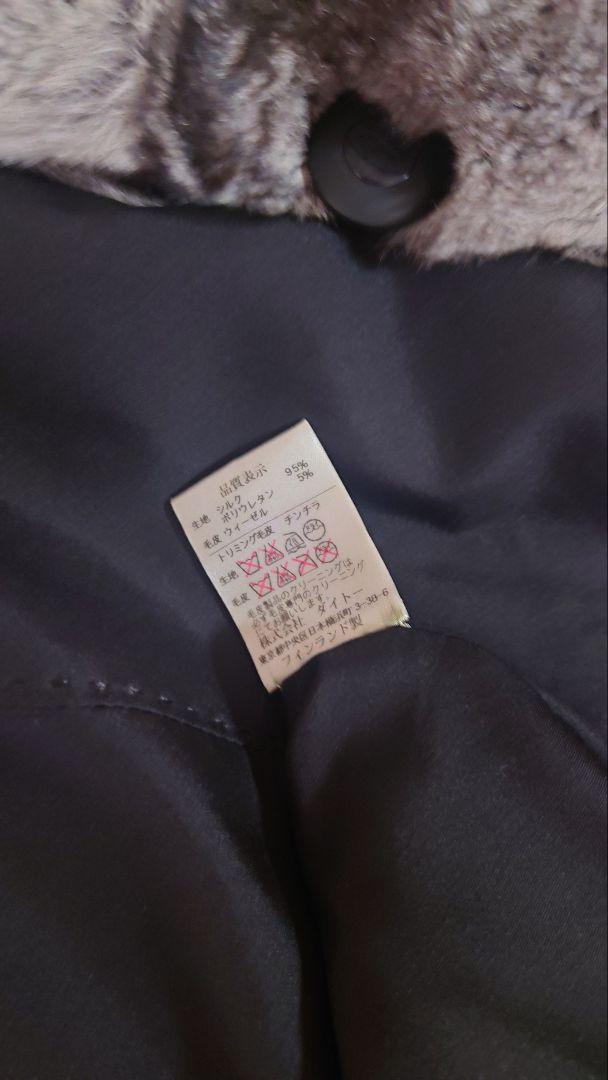 品質表示
生地 シルク 95%
ポリウレタン 5%
毛皮 ウィーゼル
トリミング毛皮 チンチラ
生地
毛皮
毛皮製品のクリーニングは
必ず毛皮専門のクリーニング
にてお願いします。
株式会社 ダイトー
東京都中央区日本橋浜町3-30-6
フィンランド製